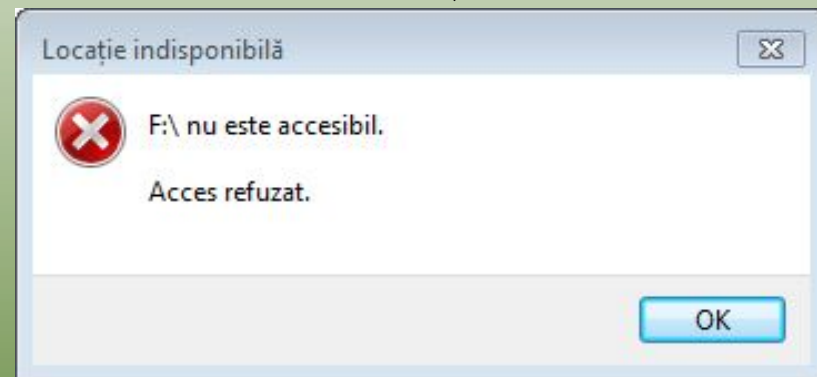 Locație indisponibilă
F:\ nu este accesibil.
Acces refuzat.
OK